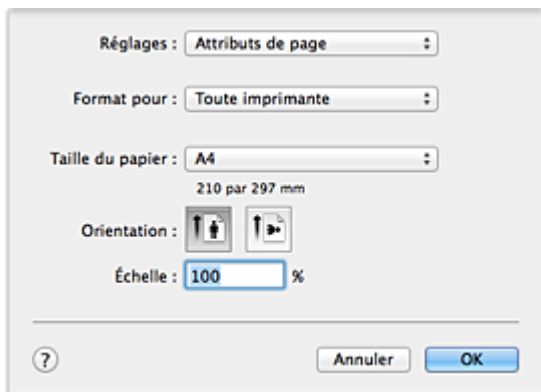 Réglages : Attributs de page
Format pour : Toute imprimante
Taille du papier : A4
210 par 297 mm
Orientation :
Échelle : 100 %
? Annuler OK